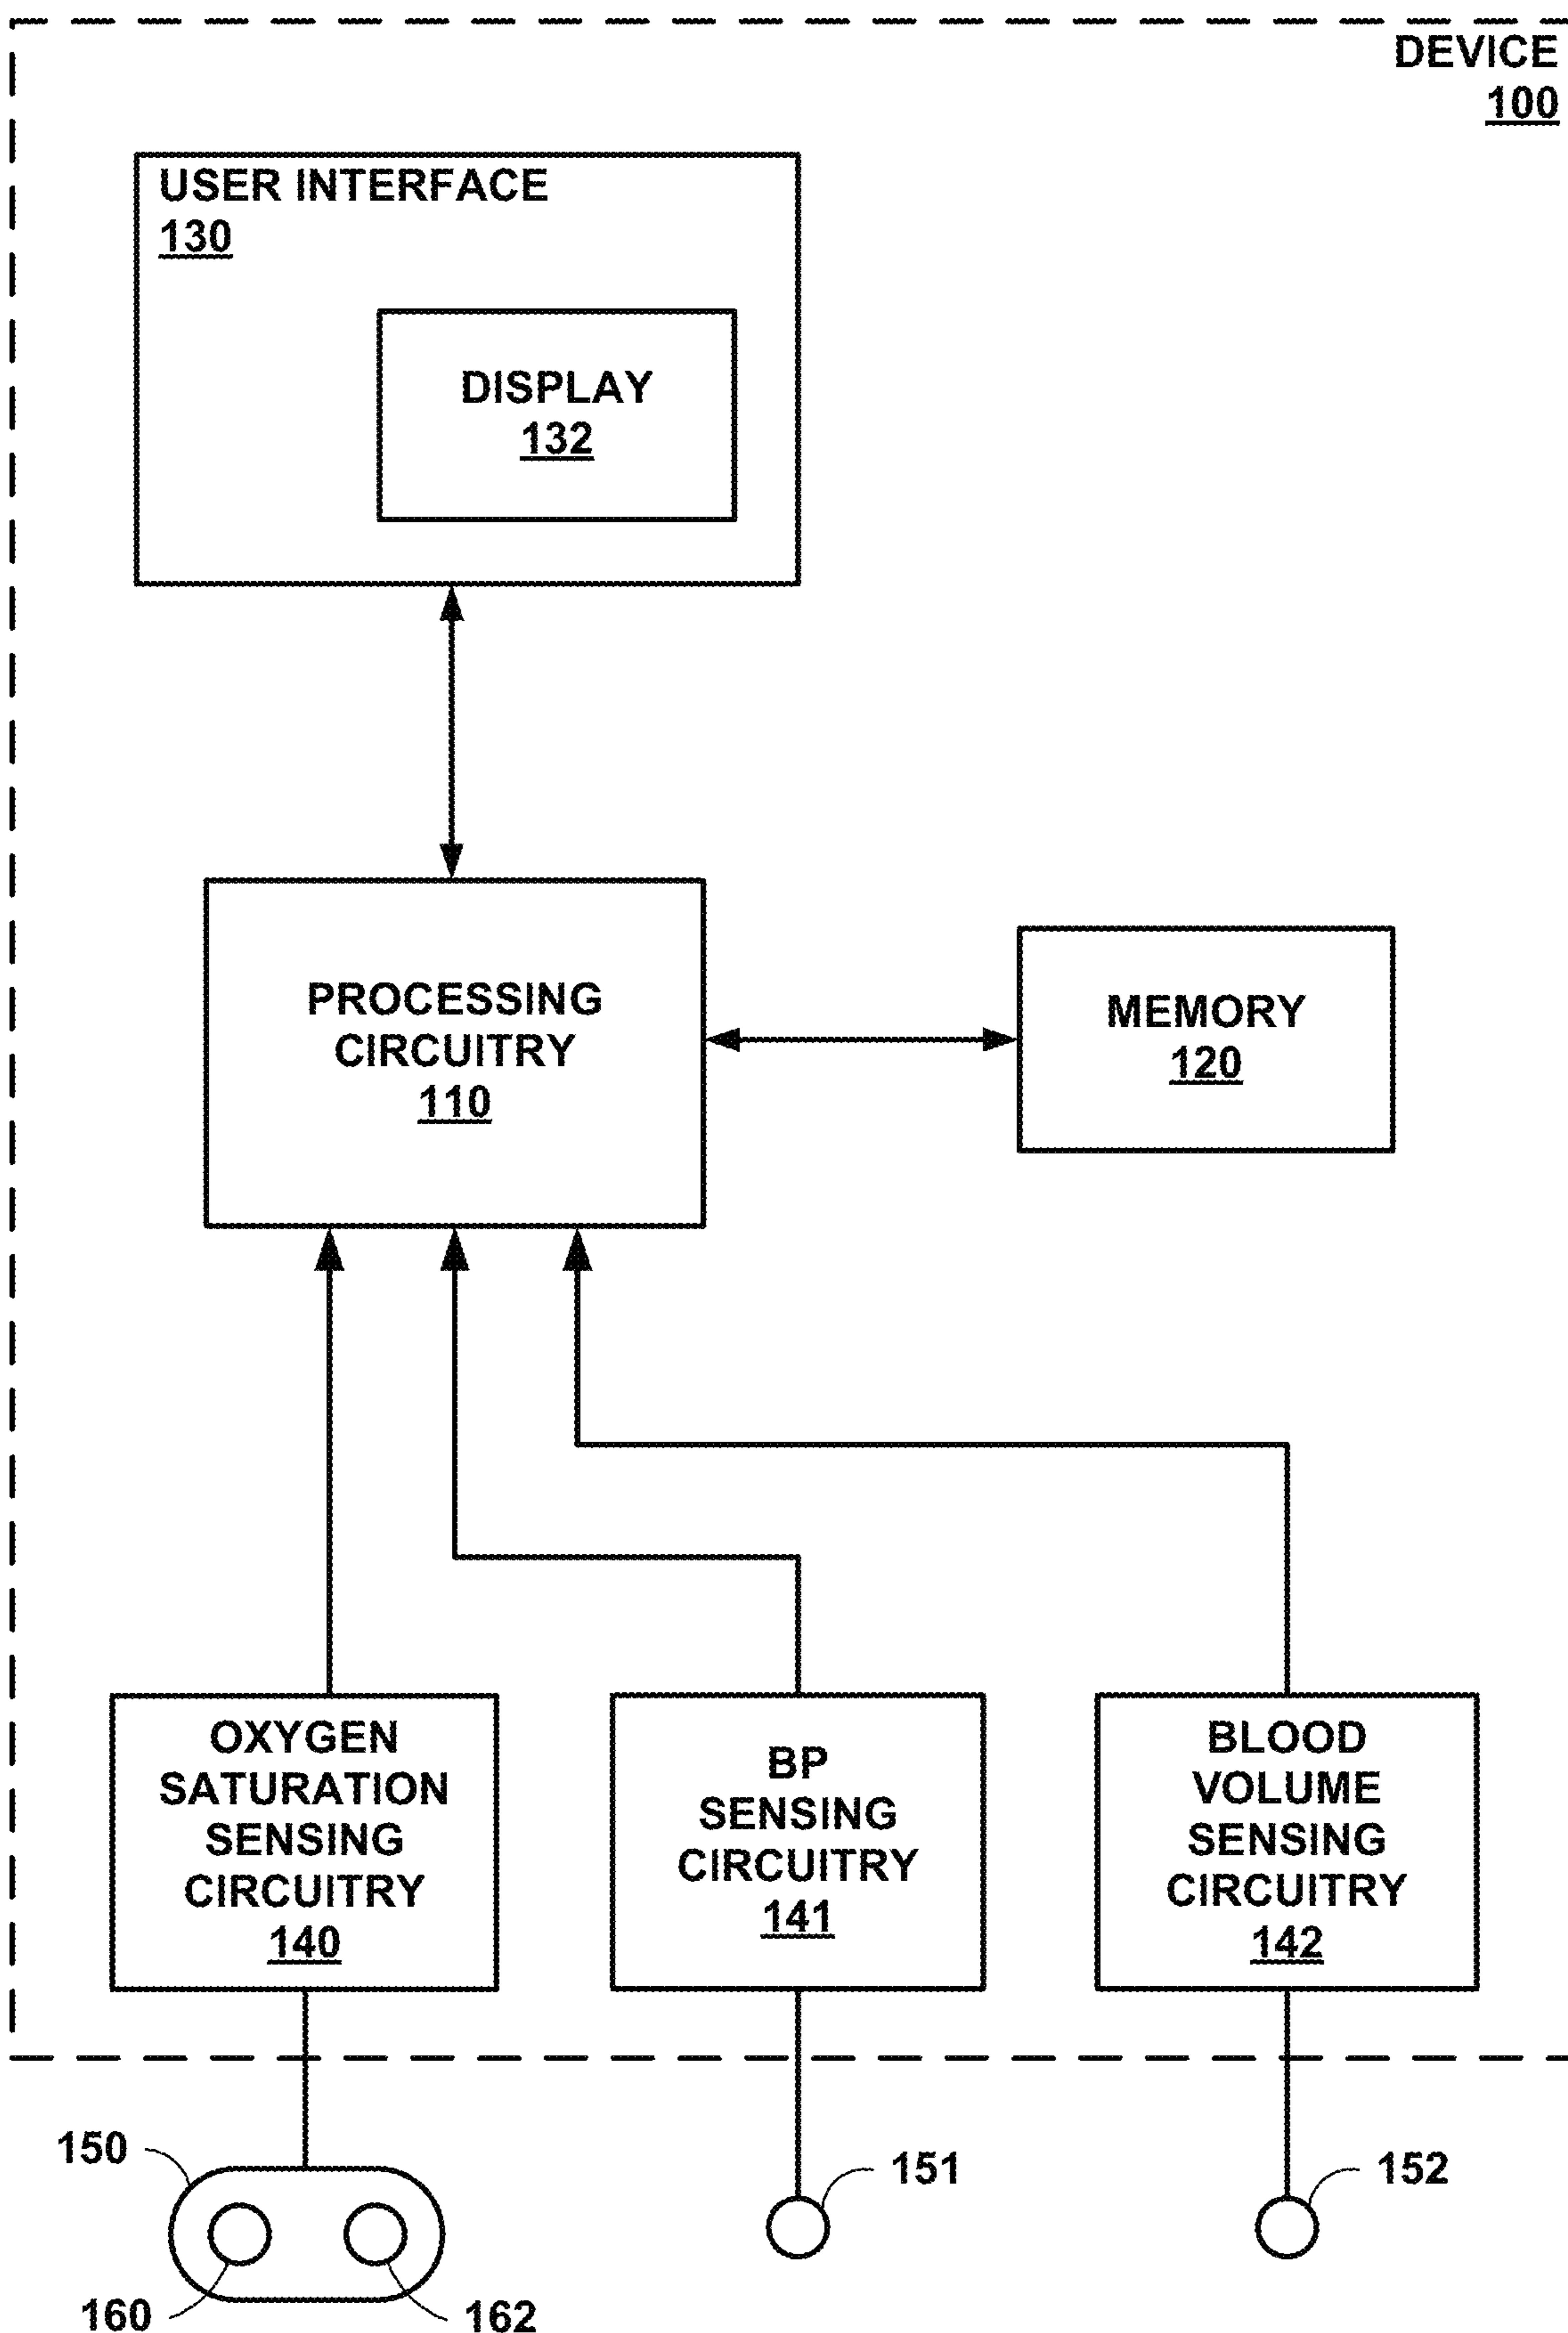 DEVICE
100
USER INTERFACE
130
DISPLAY
132
PROCESSING
CIRCUITRY
110
MEMORY
120
OXYGEN
SATURATION
SENSING
CIRCUITRY
140
BP
SENSING
CIRCUITRY
141
BLOOD
VOLUME
SENSING
CIRCUITRY
142
150
151
152
160
162